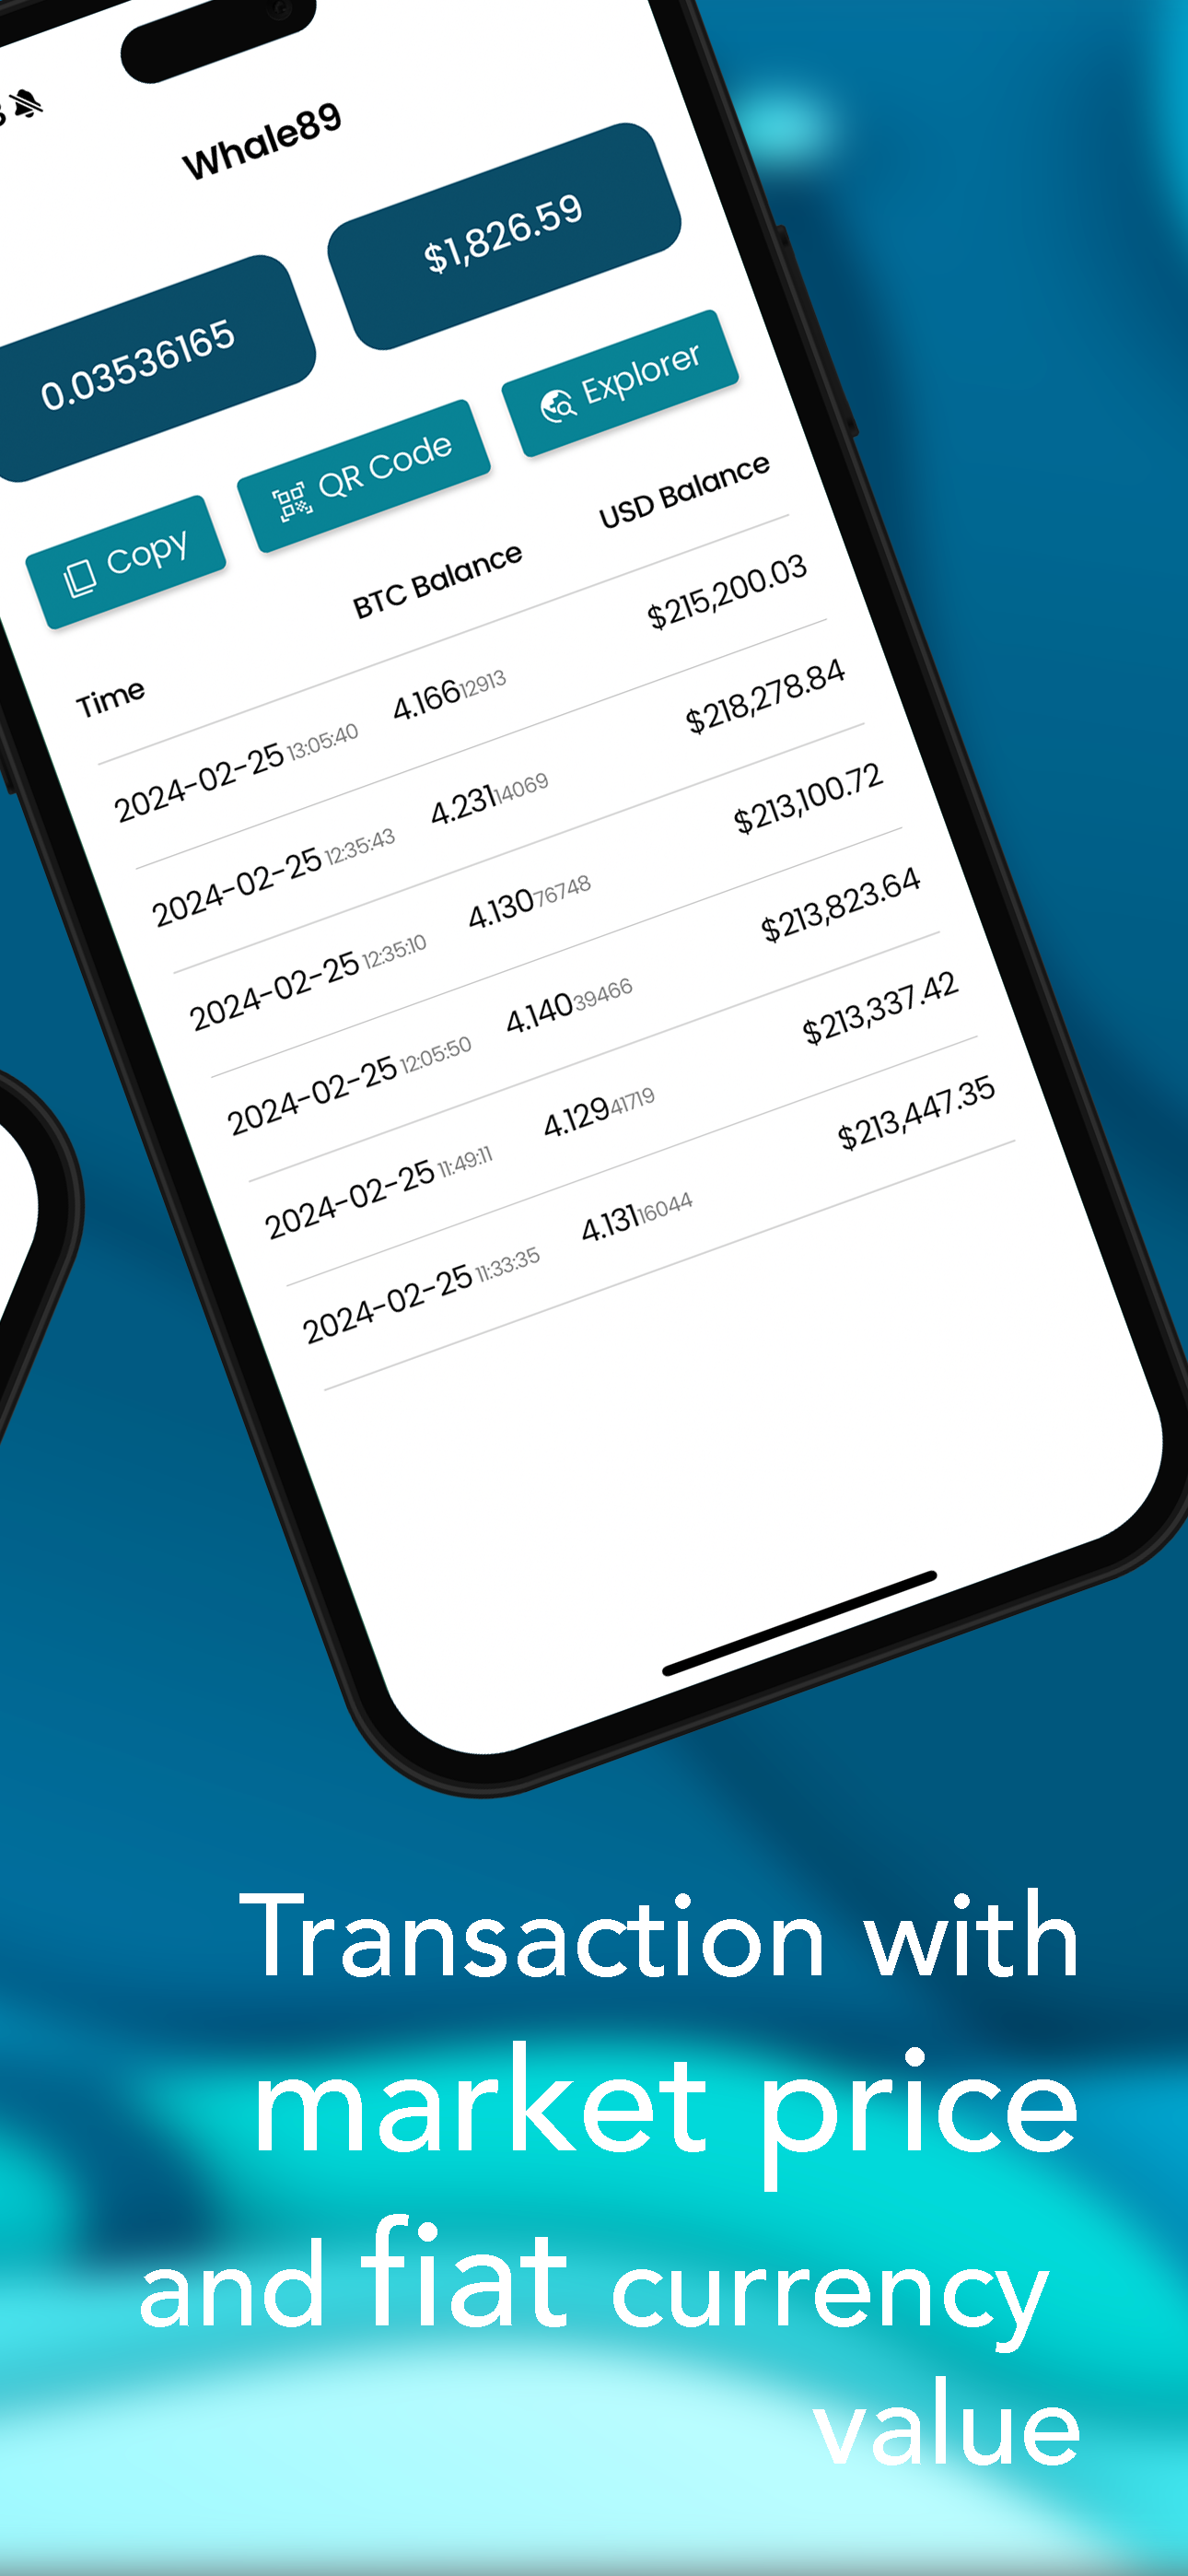 Whale89
0.03536165 $1,826.59
Copy QR Code Explorer
Time BTC Balance USD Balance
2024-02-25 13:05:40 4.16612913 $215,200.03
2024-02-25 12:35:43 4.23114069 $218,278.84
2024-02-25 12:35:10 4.13076748 $213,100.72
2024-02-25 12:05:50 4.14039466 $213,823.64
2024-02-25 11:49:11 4.12941719 $213,337.42
2024-02-25 11:33:35 4.13116044 $213,447.35
Transaction with
market price
and fiat currency
value